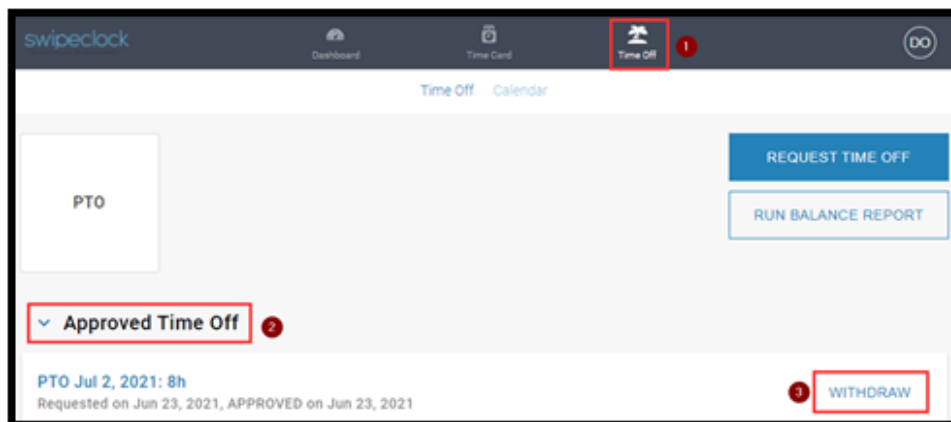 swipeclock
Dashboard
Time Card
Time Off
1
DO
Time Off Calendar
REQUEST TIME OFF
PTO
RUN BALANCE REPORT
Approved Time Off
2
PTO Jul 2, 2021: 8h
Requested on Jun 23, 2021, APPROVED on Jun 23, 2021
3
WITHDRAW